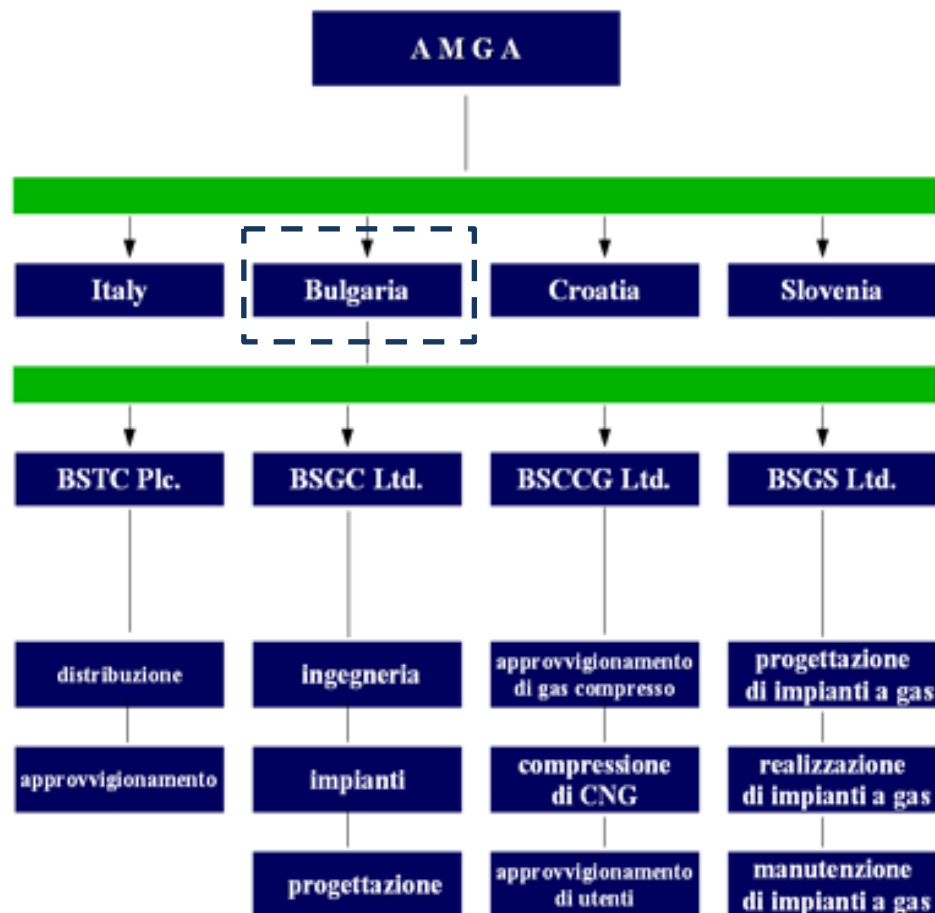 A M G A
Italy
Bulgaria
Croatia
Slovenia
BSTC Plc.
BSGC Ltd.
BSCCG Ltd.
BSGS Ltd.
distribuzione
approvvigionamento
ingegneria
impianti
progettazione
approvvigionamento
di gas compresso
compressione
di CNG
approvvigionamento
di utenti
progettazione
di impianti a gas
realizzazione
di impianti a gas
manutenzione
di impianti a gas